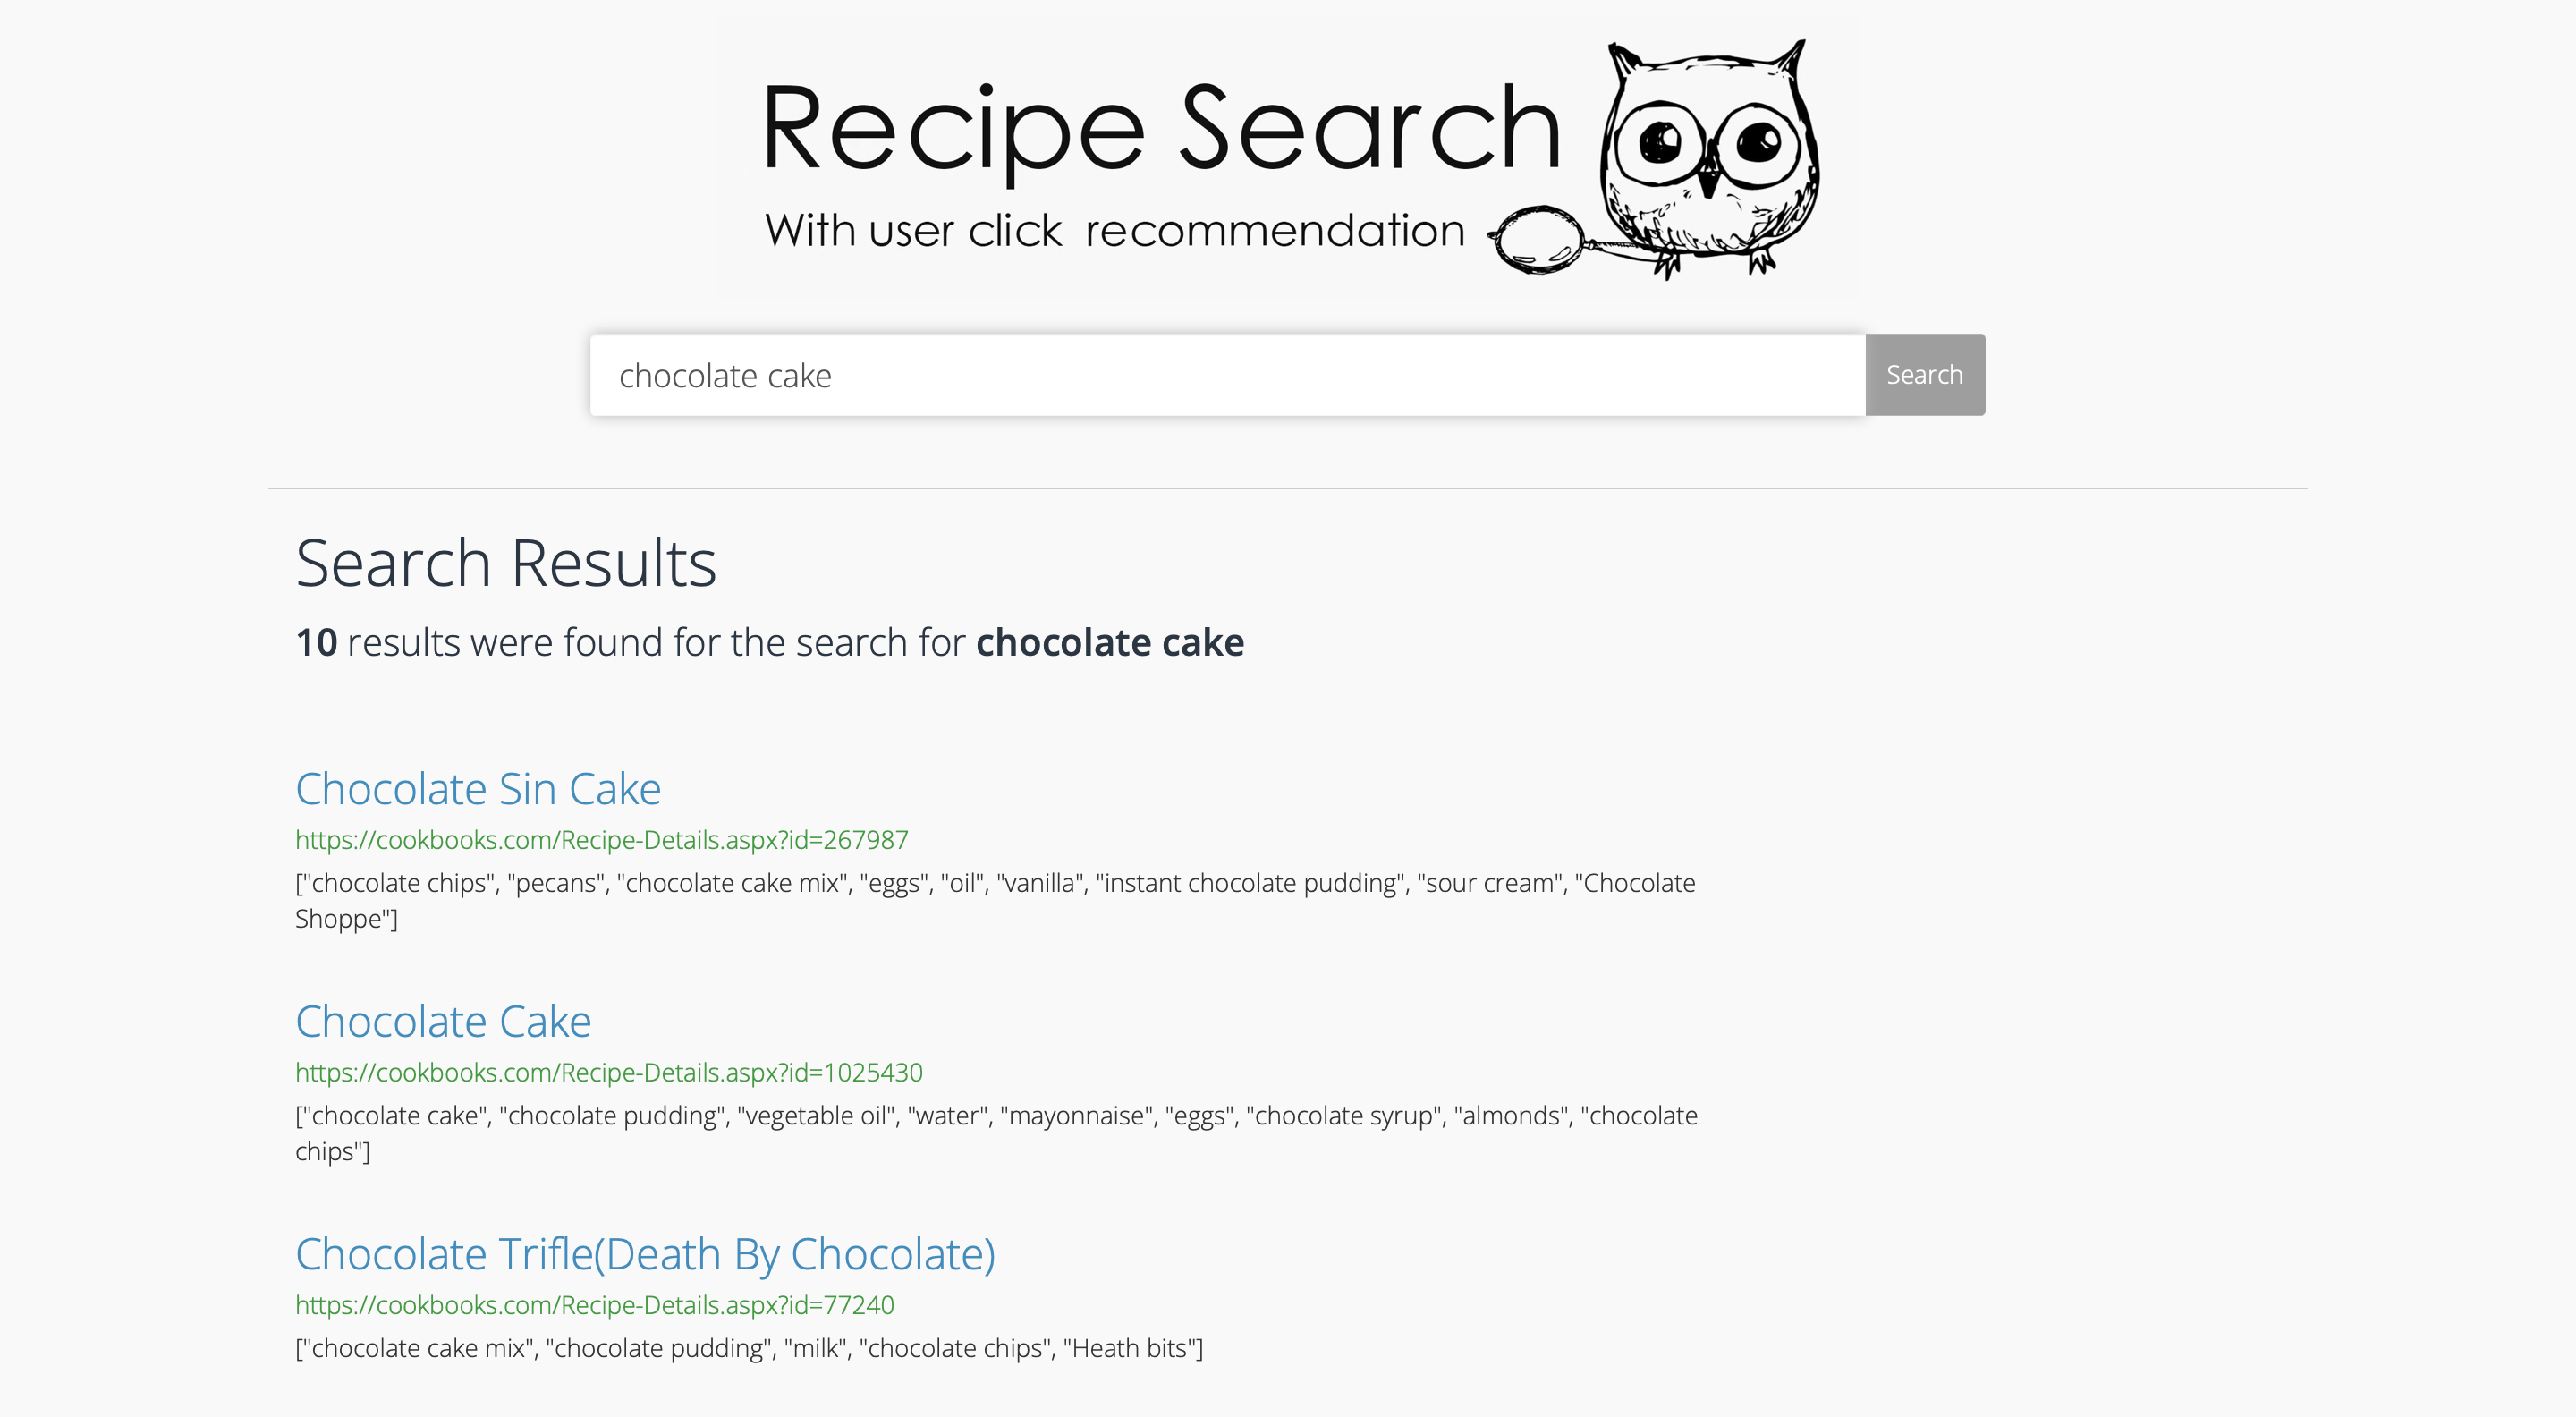 Recipe Search
With user click recommendation
chocolate cake
Search
Search Results
10 results were found for the search for chocolate cake
Chocolate Sin Cake
https://cookbooks.com/Recipe-Details.aspx?id=267987
["chocolate chips", "pecans", "chocolate cake mix", "eggs", "oil", "vanilla", "instant chocolate pudding", "sour cream", "Chocolate
Shoppe"]
Chocolate Cake
https://cookbooks.com/Recipe-Details.aspx?id=1025430
["chocolate cake", "chocolate pudding", "vegetable oil", "water", "mayonnaise", "eggs", "chocolate syrup", "almonds", "chocolate
chips"]
Chocolate Trifle(Death By Chocolate)
https://cookbooks.com/Recipe-Details.aspx?id=77240
["chocolate cake mix", "chocolate pudding", "milk", "chocolate chips", "Heath bits"]